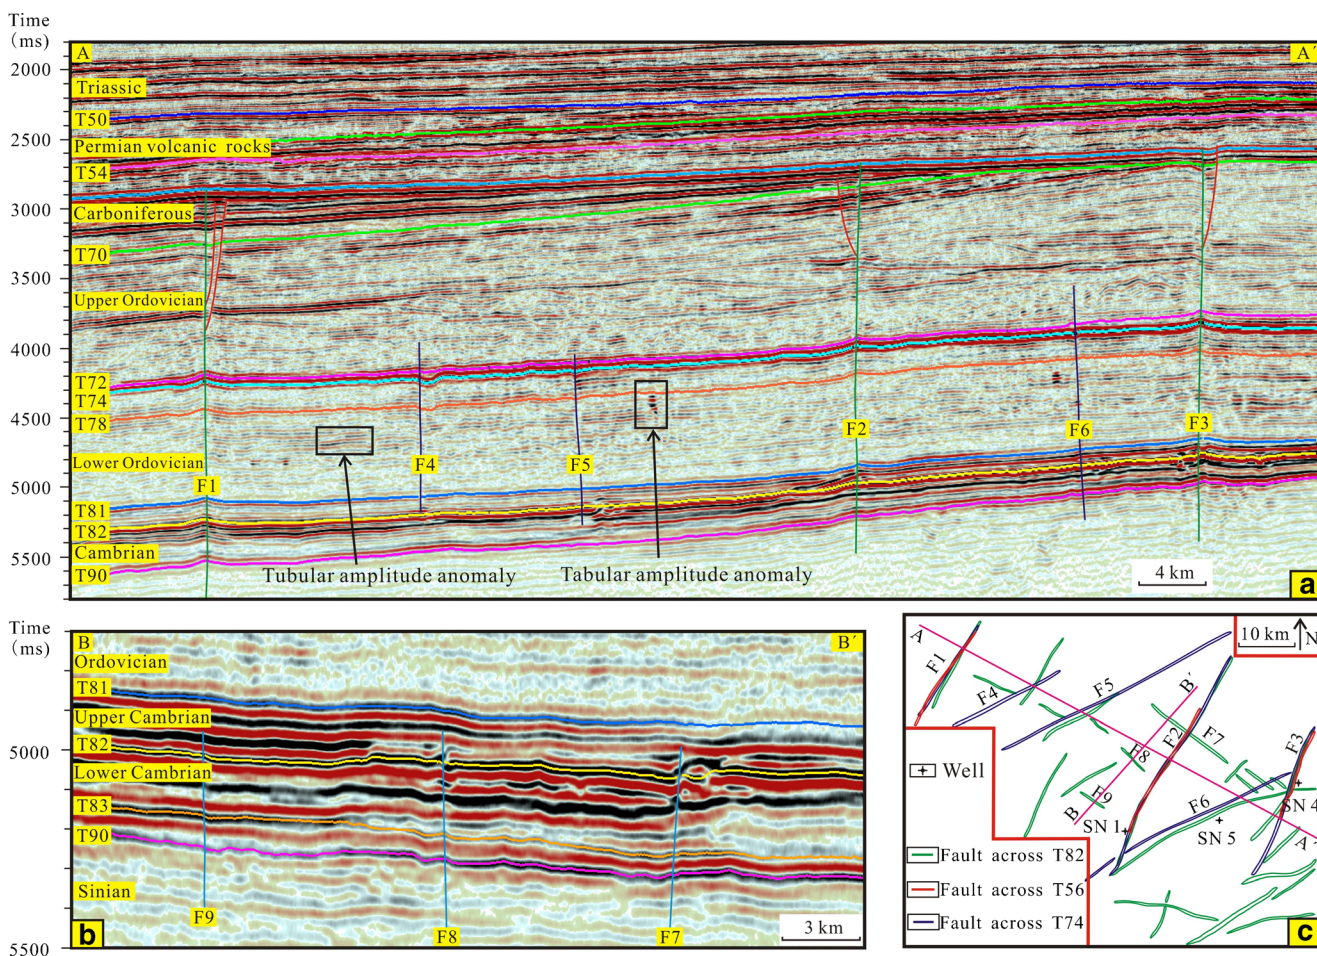 Time
(ms)
A
A´
2000
Triassic
T50
2500
Permian volcanic rocks
T54
3000
Carboniferous
T70
3500
Upper Ordovician
4000
T72
T74
T78
4500
F2
F6
F3
Lower Ordovician
F4
F5
F1
5000
T81
T82
Cambrian
5500
T90
Tubular amplitude anomaly
Tabular amplitude anomaly
4 km
a
Time
(ms)
B
B´
Ordovician
T81
Upper Cambrian
T82
5000
Lower Cambrian
T83
T90
Sinian
F9
F8
F7
3 km
b
5500
A
10 km
N
F1
F4
F5
B´
F2
F7
F3
F8
F9
B
F6
SN 4
SN 1
SN 5
A´
Well
Fault across T82
Fault across T56
Fault across T74
c